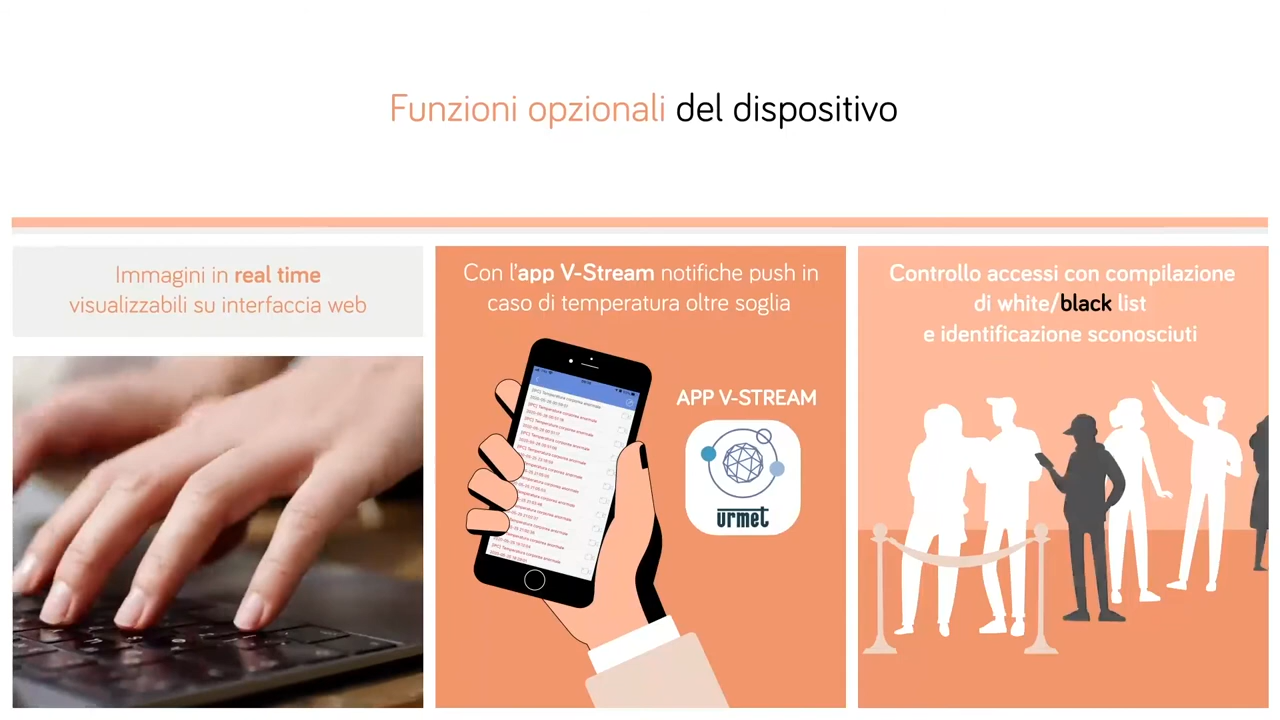 Funzioni opzionali del dispositivo
Immagini in real time
visualizzabili su interfaccia web
Con l'app V-Stream notifiche push in
caso di temperatura oltre soglia
APP V-STREAM
urmet
Controllo accessi con compilazione
di white/black list
e identificazione sconosciuti